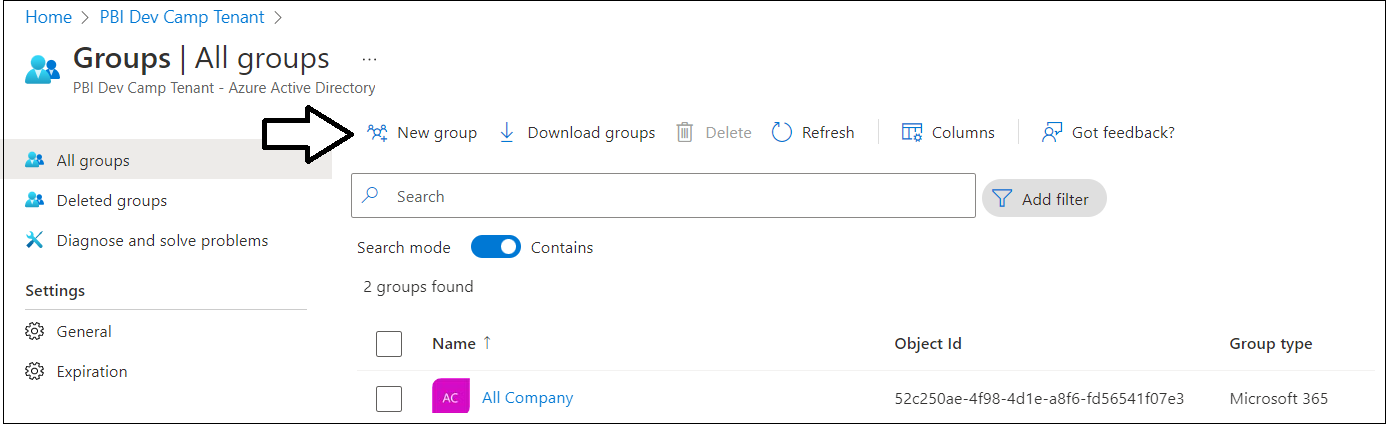 Home > PBI Dev Camp Tenant >
Groups | All groups ...
PBI Dev Camp Tenant - Azure Active Directory
New group Download groups Delete Refresh Columns Got feedback?
All groups
Deleted groups
Diagnose and solve problems
Settings
General
Expiration
Search Add filter
Search mode Contains
2 groups found
Name ↑ Object Id Group type
AC All Company 52c250ae-4f98-4d1e-a8f6-fd56541f07e3 Microsoft 365